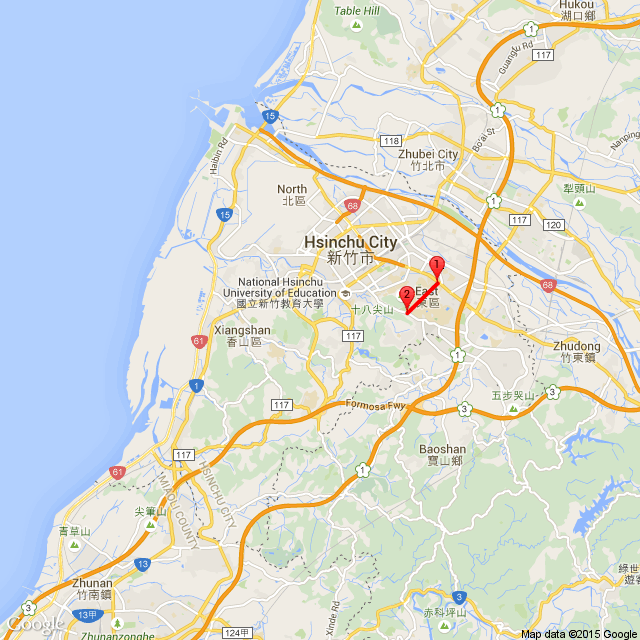 Table Hill
Hukou
湖口鄉
1
117
Guangfu Rd
15
118
Haibin Rd
Bo'ai St
Nanping
Zhubei City
竹北市
犁頭山
North
北區
68
15
1
117
120
Hsinchu City
新竹市
1
National Hsinchu
University of Education
國立新竹教育大學
East
東區
2
68
十八尖山
Xiangshan
香山區
61
117
1
Zhudong
竹東鎮
1
五步哭山
3
117
Formosa Fwy
3
Baoshan
寶山鄉
117
61
HSINCHU CITY
MIAOLI COUNTY
1
尖筆山
青草山
13
Zhunan
竹南鎮
綠世
遊客
3
3
13甲
Xinde Rd
赤科坪山
Zhunanzonghe
124甲
Google
Map data ©2015 Google